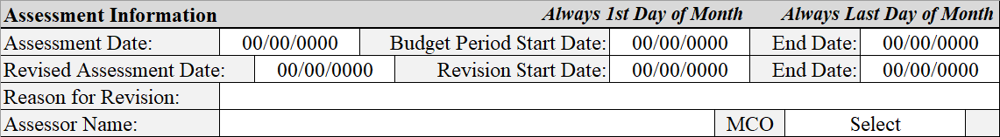 Assessment Information Always 1st Day of Month Always Last Day of Month
Assessment Date: 00/00/0000 Budget Period Start Date: 00/00/0000 End Date: 00/00/0000
Revised Assessment Date: 00/00/0000 Revision Start Date: 00/00/0000 End Date: 00/00/0000
Reason for Revision:
Assessor Name: MCO Select